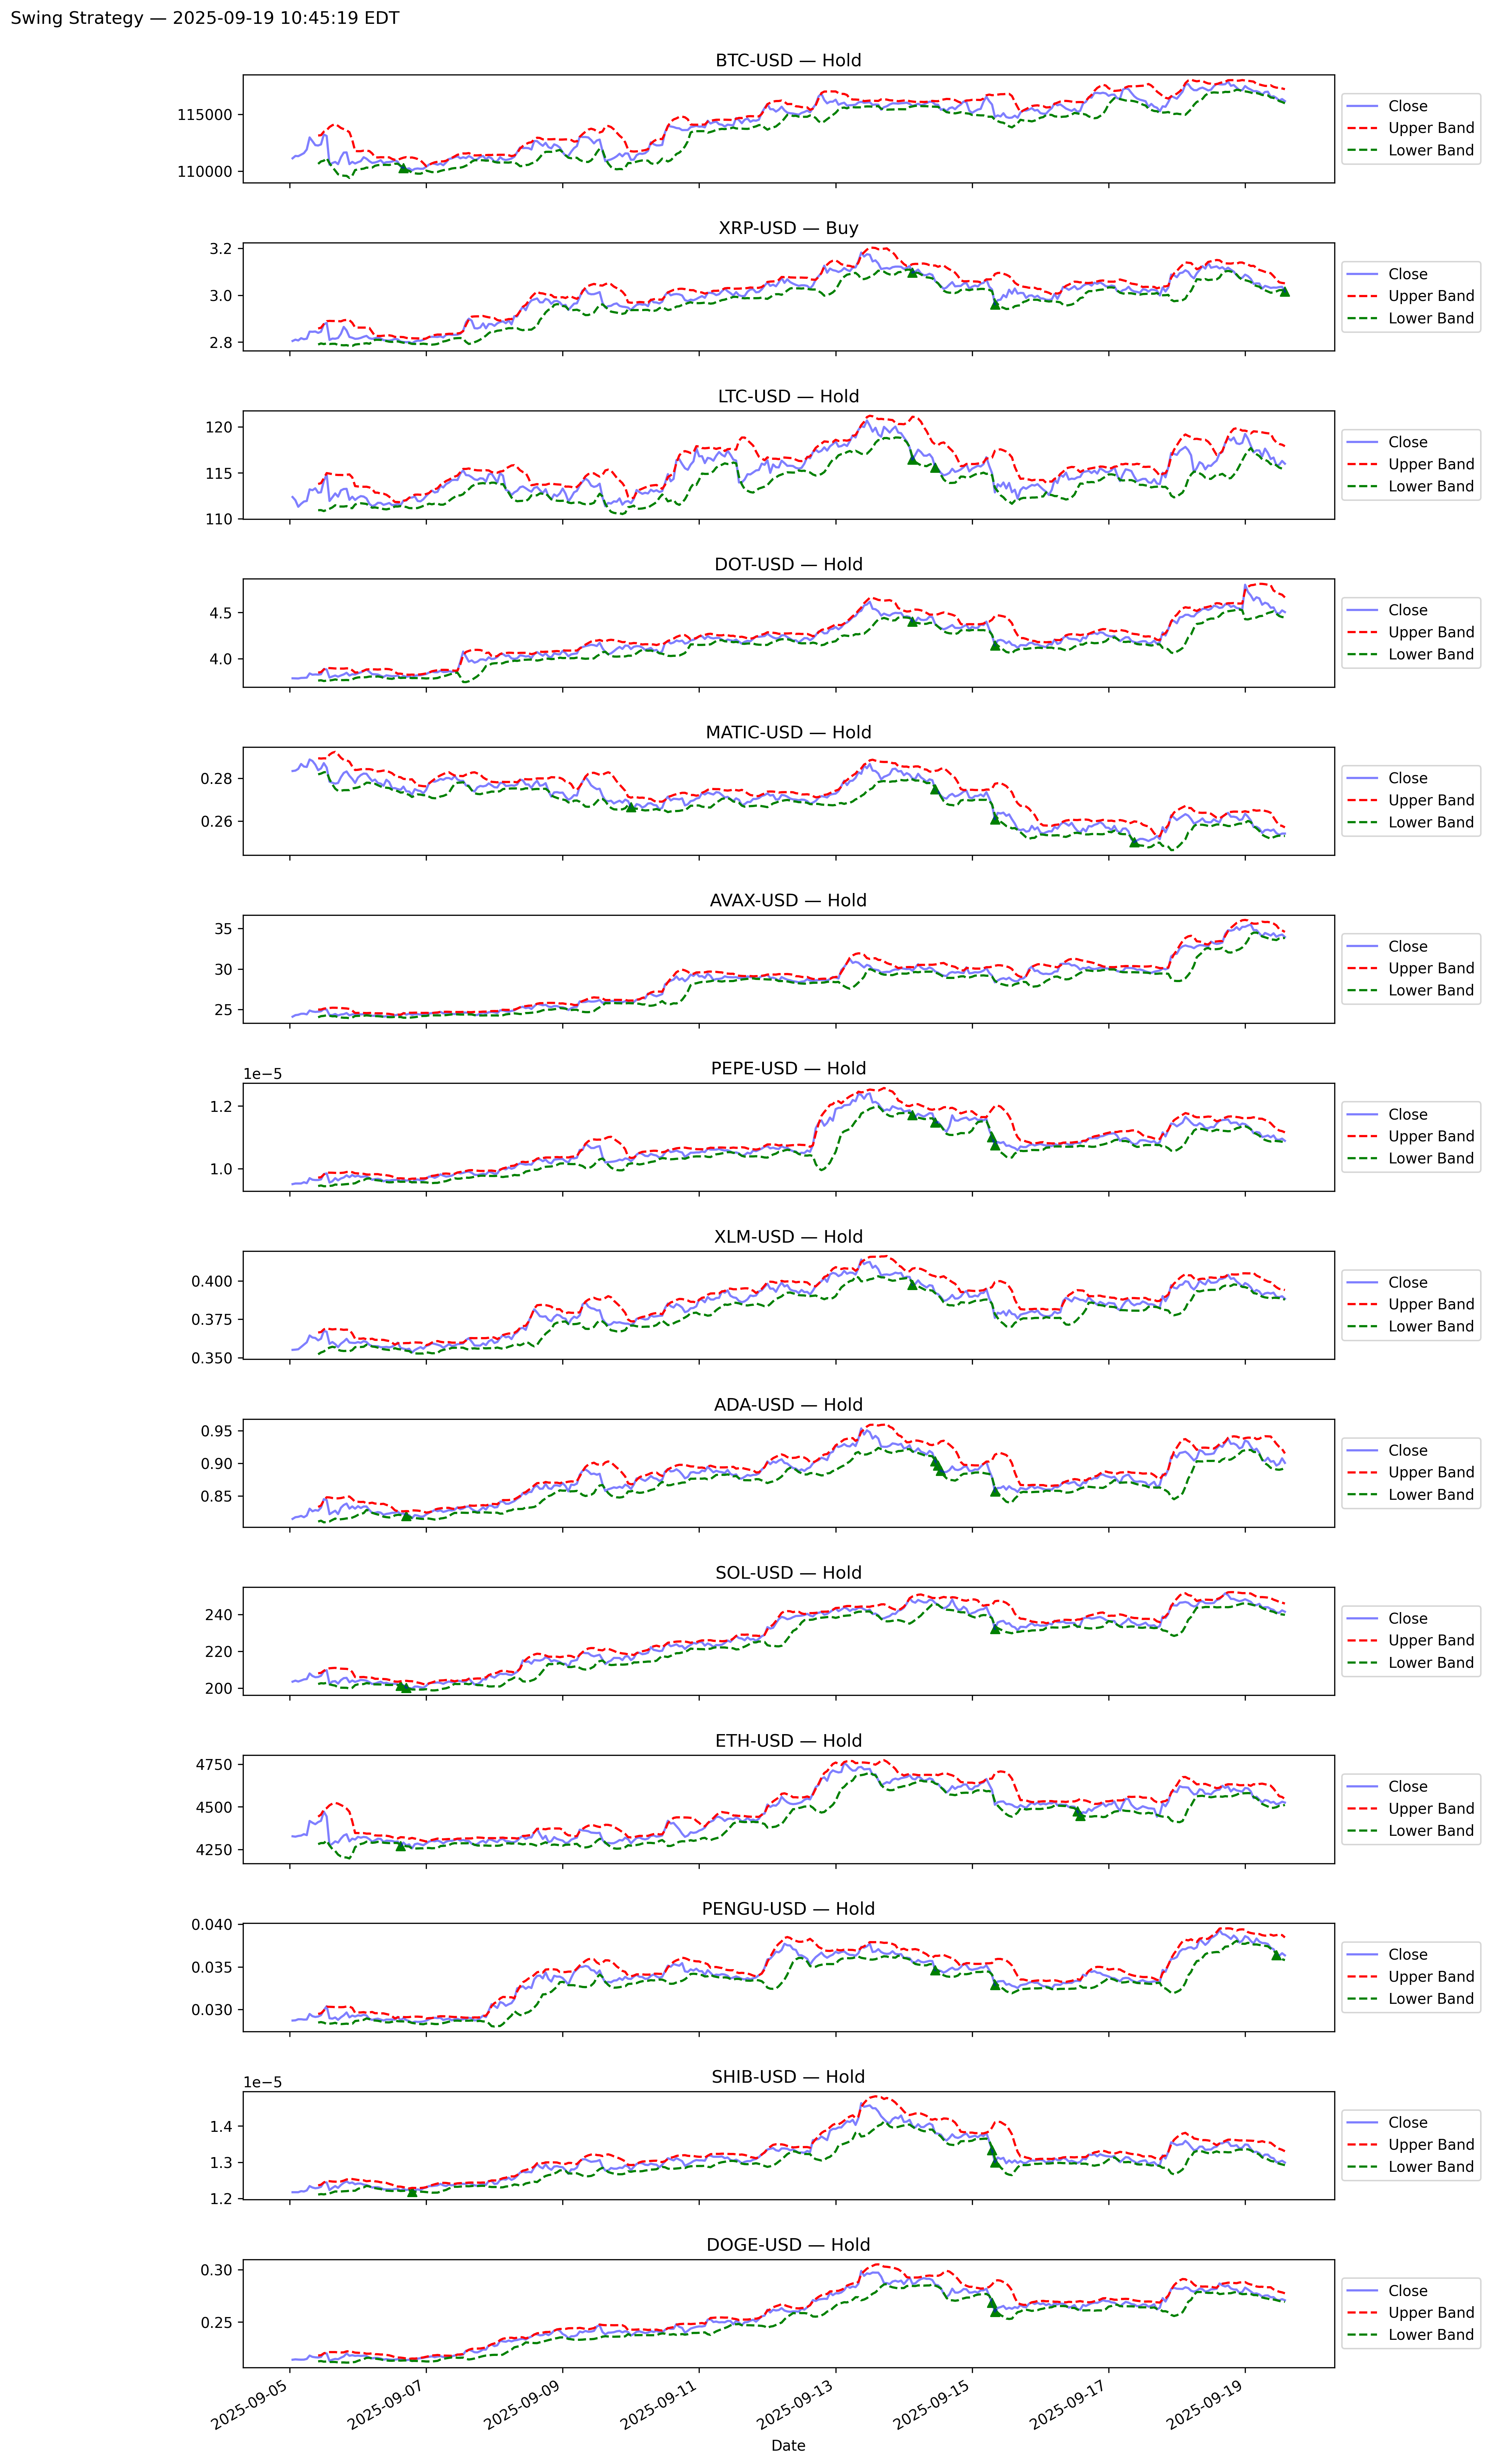 Swing Strategy — 2025-09-19 10:45:19 EDT
BTC-USD — Hold
115000
110000
Close
Upper Band
Lower Band
XRP-USD — Buy
3.2
3.0
2.8
Close
Upper Band
Lower Band
LTC-USD — Hold
120
115
110
Close
Upper Band
Lower Band
DOT-USD — Hold
4.5
4.0
Close
Upper Band
Lower Band
MATIC-USD — Hold
0.28
0.26
Close
Upper Band
Lower Band
AVAX-USD — Hold
35
30
25
Close
Upper Band
Lower Band
PEPE-USD — Hold
1e−5
1.2
1.0
Close
Upper Band
Lower Band
XLM-USD — Hold
0.400
0.375
0.350
Close
Upper Band
Lower Band
ADA-USD — Hold
0.95
0.90
0.85
Close
Upper Band
Lower Band
SOL-USD — Hold
240
220
200
Close
Upper Band
Lower Band
ETH-USD — Hold
4750
4500
4250
Close
Upper Band
Lower Band
PENGU-USD — Hold
0.040
0.035
0.030
Close
Upper Band
Lower Band
SHIB-USD — Hold
1e−5
1.4
1.3
1.2
Close
Upper Band
Lower Band
DOGE-USD — Hold
0.30
0.25
Close
Upper Band
Lower Band
2025-09-05
2025-09-07
2025-09-09
2025-09-11
2025-09-13
2025-09-15
2025-09-17
2025-09-19
Date